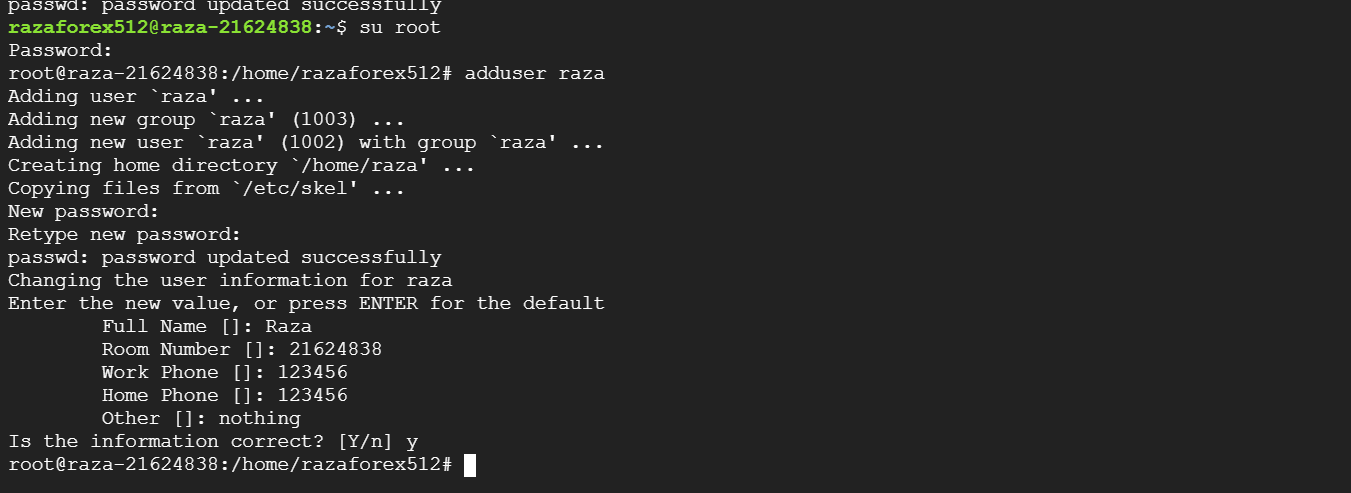 passwd: password updated successfully
razaforex512@raza-21624838:~$ su root
Password:
root@raza-21624838:/home/razaforex512# adduser raza
Adding user `raza' ...
Adding new group `raza' (1003) ...
Adding new user `raza' (1002) with group `raza' ...
Creating home directory `/home/raza' ...
Copying files from `/etc/skel' ...
New password:
Retype new password:
passwd: password updated successfully
Changing the user information for raza
Enter the new value, or press ENTER for the default
Full Name []: Raza
Room Number []: 21624838
Work Phone []: 123456
Home Phone []: 123456
Other []: nothing
Is the information correct? [Y/n] y
root@raza-21624838:/home/razaforex512#